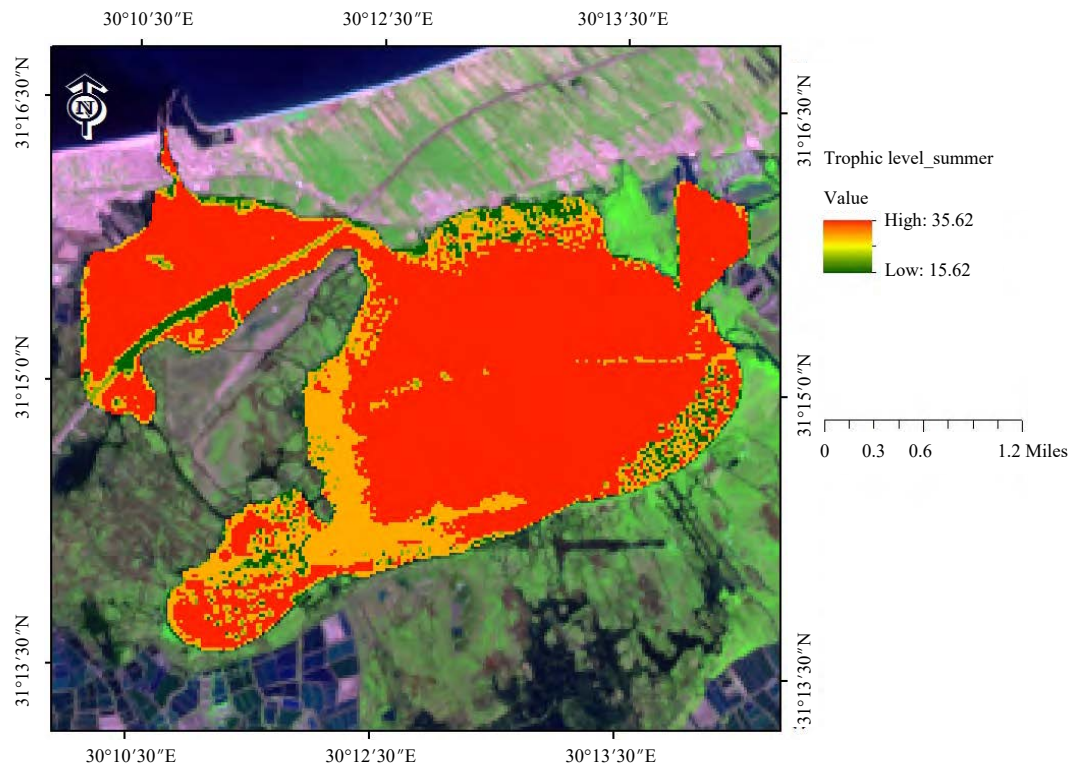 30°10′30″E 30°12′30″E 30°13′30″E
31°16′30″N
31°16′30″N
N
Trophic level_summer
Value
High: 35.62
Low: 15.62
31°15′0″N
31°15′0″N
0 0.3 0.6 1.2 Miles
31°13′30″N
31°13′30″N
30°10′30″E 30°12′30″E 30°13′30″E